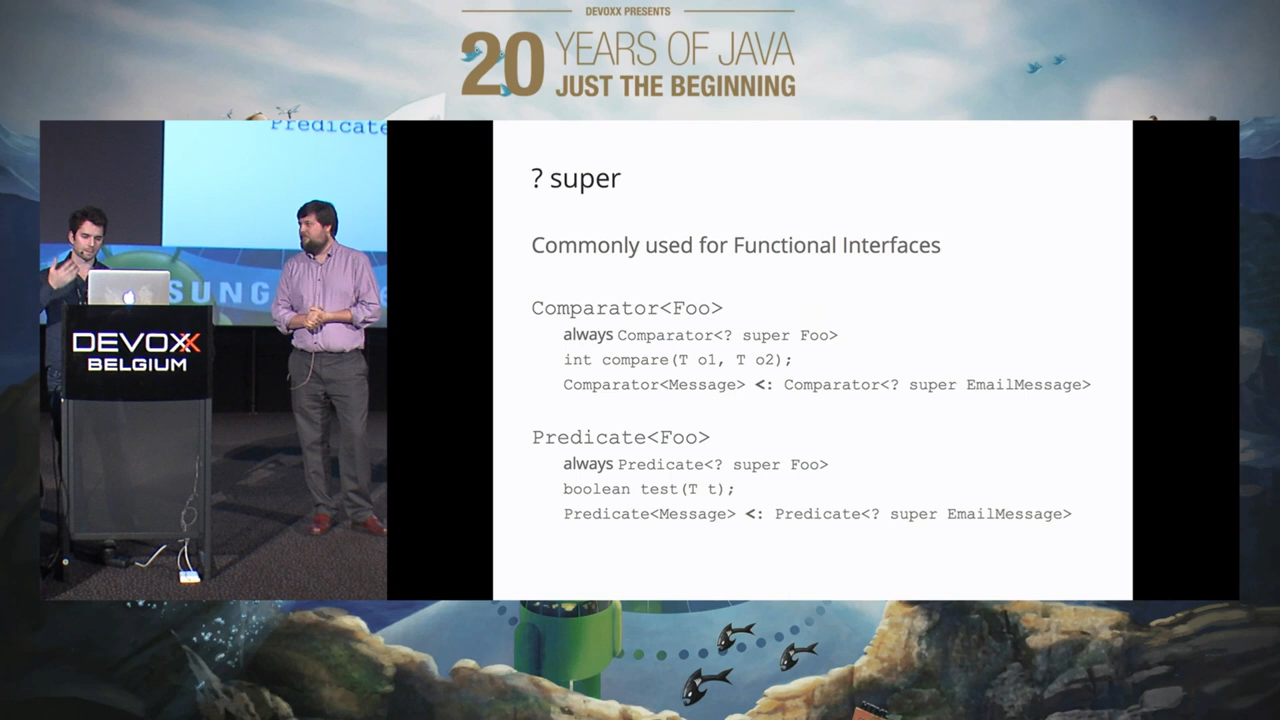 DEVOXX PRESENTS
20 YEARS OF JAVA
JUST THE BEGINNING
Predicate
SUNG
DEVOXX
BELGIUM
? super
Commonly used for Functional Interfaces
Comparator<Foo>
always Comparator<? super Foo>
int compare(T o1, T o2);
Comparator<Message> <: Comparator<? super EmailMessage>
Predicate<Foo>
always Predicate<? super Foo>
boolean test(T t);
Predicate<Message> <: Predicate<? super EmailMessage>